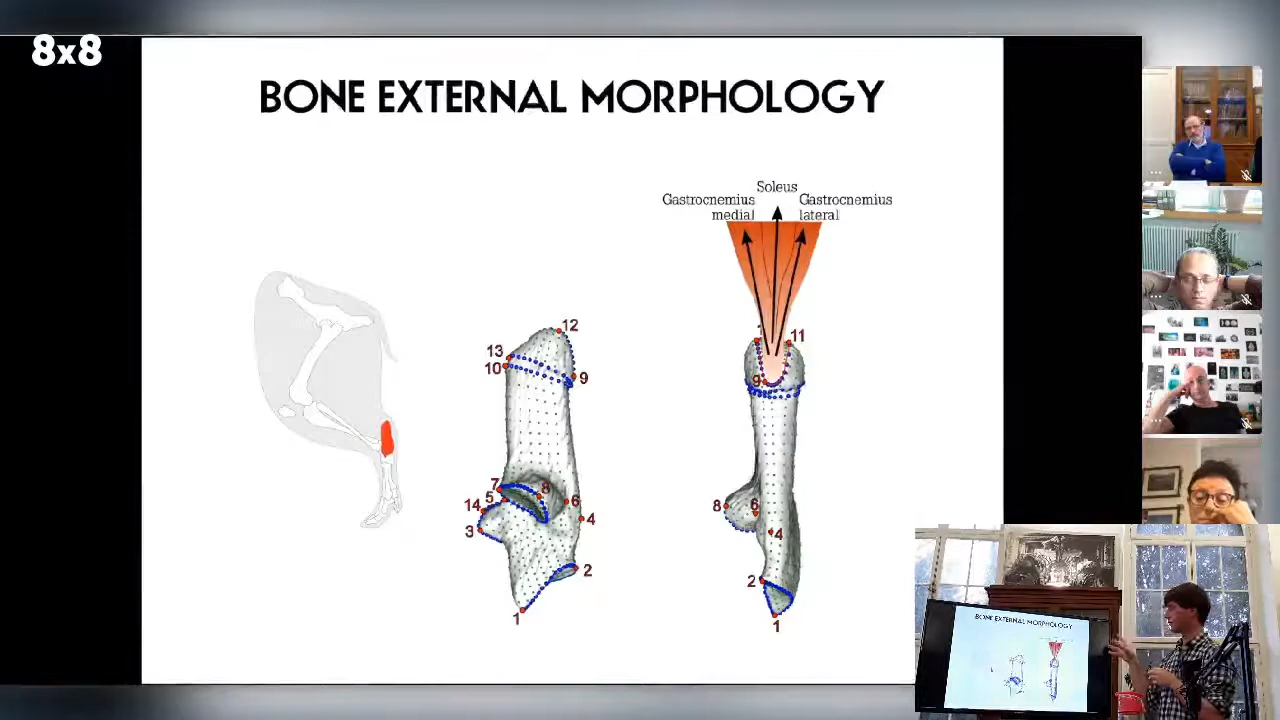 8x8
BONE EXTERNAL MORPHOLOGY
Soleus
Gastrocnemius
medial
Gastrocnemius
lateral
12
13
10
9
7
8
5
6
14
4
3
2
1
11
9
8
6
4
2
1
BONE EXTERNAL MORPHOLOGY